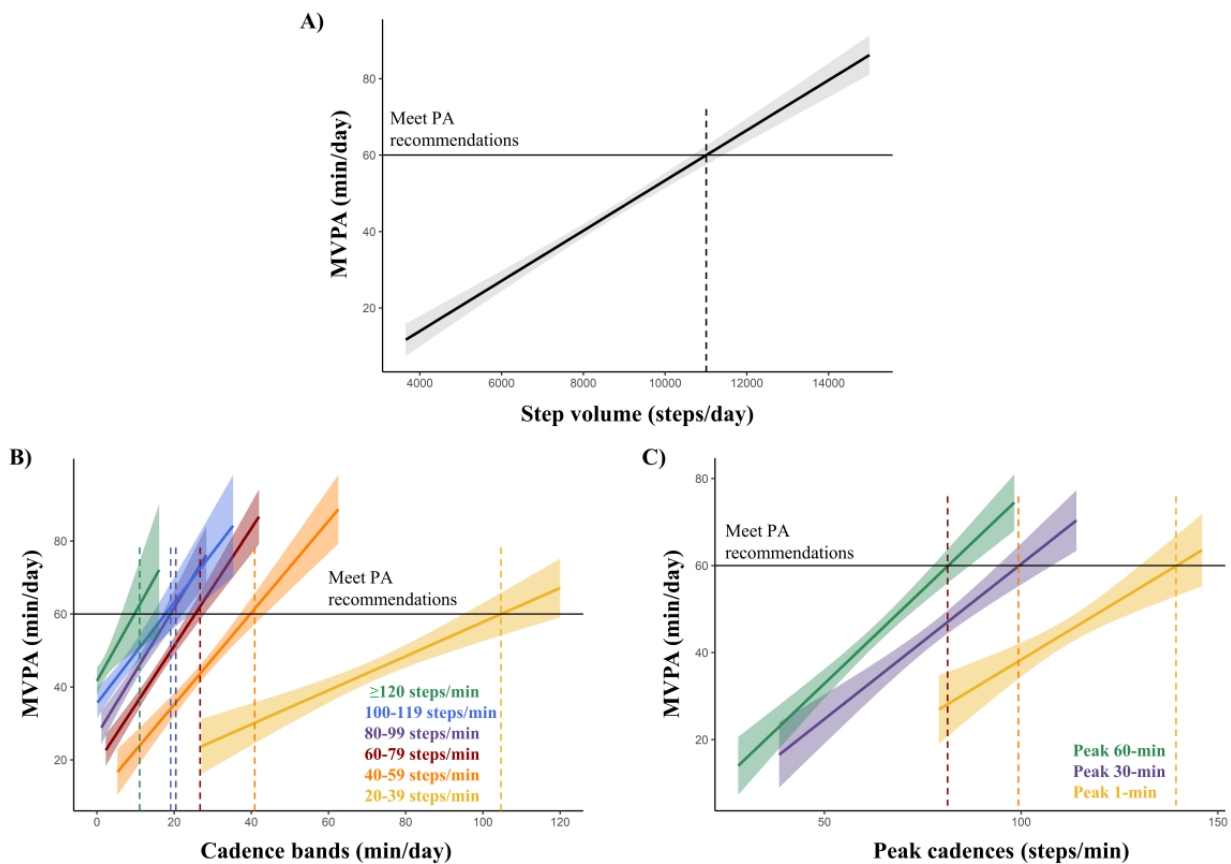 A)
MVPA (min/day)
80
60
40
20
Meet PA
recommendations
4000 6000 8000 10000 12000 14000
Step volume (steps/day)
B)
MVPA (min/day)
80
60
40
20
Meet PA
recommendations
≥120 steps/min
100-119 steps/min
80-99 steps/min
60-79 steps/min
40-59 steps/min
20-39 steps/min
0 20 40 60 80 100 120
Cadence bands (min/day)
C)
MVPA (min/day)
80
60
40
20
Meet PA
recommendations
Peak 60-min
Peak 30-min
Peak 1-min
50 100 150
Peak cadences (steps/min)